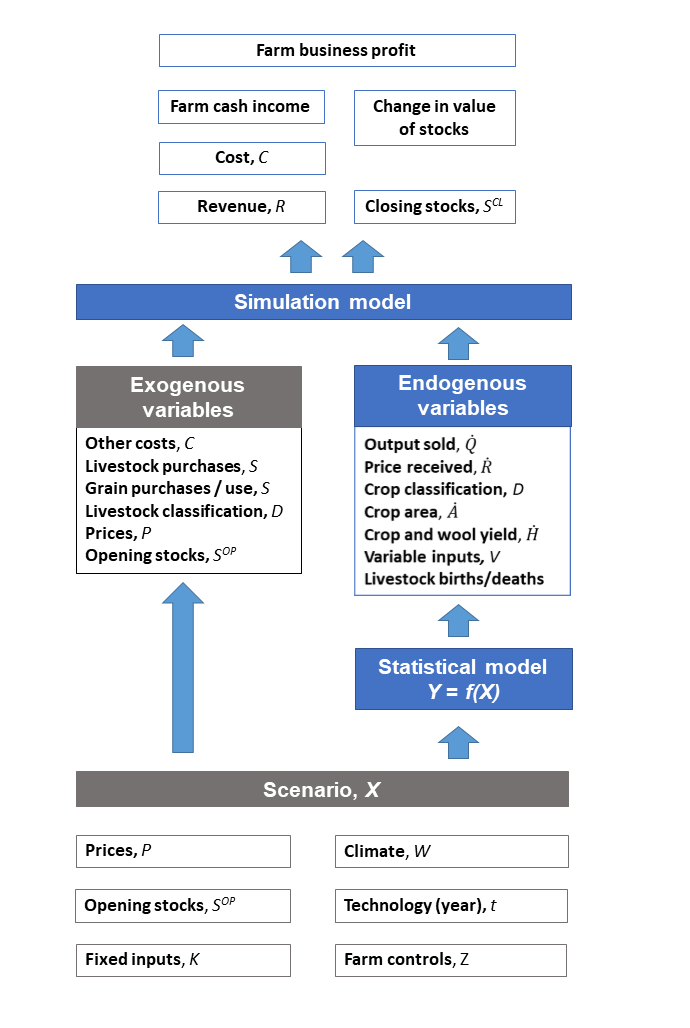 Farm business profit
Farm cash income
Change in value
of stocks
Cost, C
Revenue, R
Closing stocks, Sᶜᴸ
Simulation model
Exogenous
variables
Other costs, C
Livestock purchases, S
Grain purchases / use, S
Livestock classification, D
Prices, P
Opening stocks, Sᴼᴾ
Endogenous
variables
Output sold, Q̇
Price received, Ṙ
Crop classification, D
Crop area, Ȧ
Crop and wool yield, Ḣ
Variable inputs, V
Livestock births/deaths
Statistical model
Y = f(X)
Scenario, X
Prices, P
Climate, W
Opening stocks, Sᴼᴾ
Technology (year), t
Fixed inputs, K
Farm controls, Z